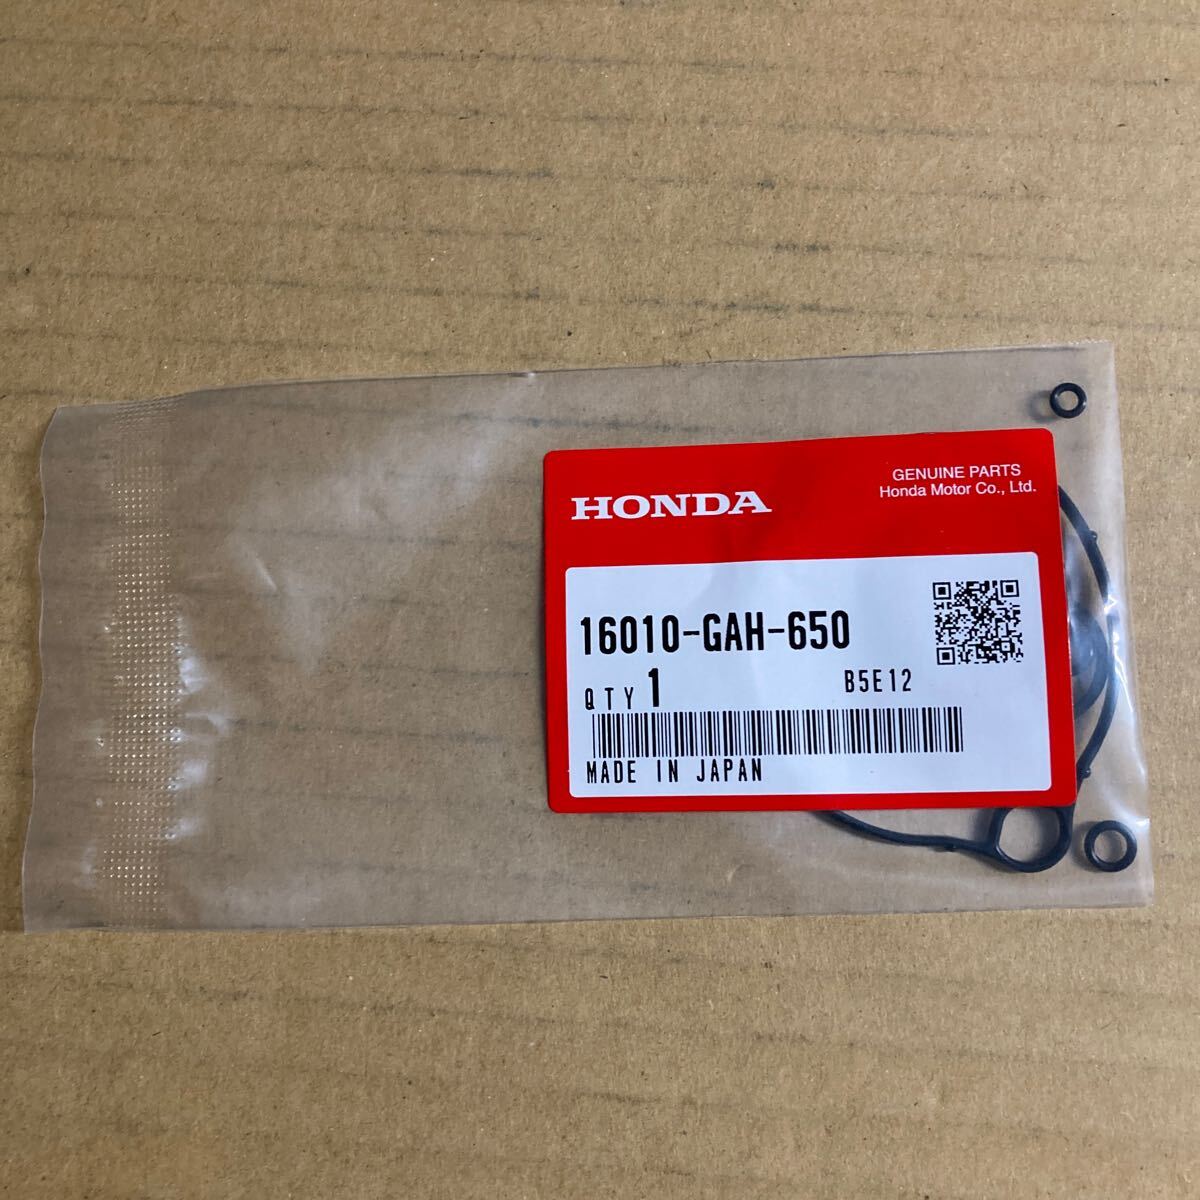 HONDA
GENUINE PARTS
Honda Motor Co., Ltd.
16010-GAH-650
QTY 1 B5E12
MADE IN JAPAN